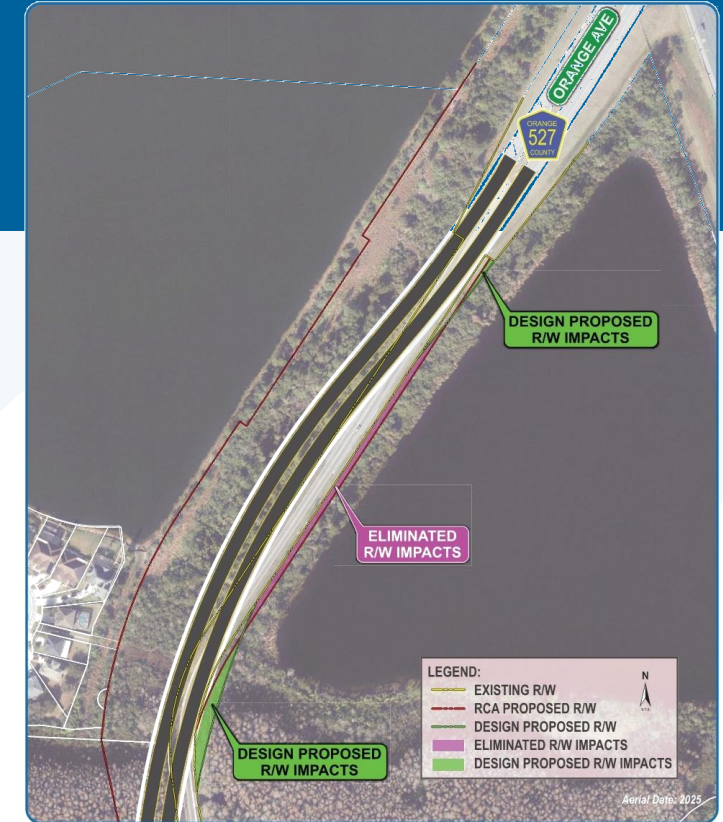 ORANGE AVE
ORANGE
527
COUNTY
DESIGN PROPOSED
R/W IMPACTS
ELIMINATED
R/W IMPACTS
DESIGN PROPOSED
R/W IMPACTS
LEGEND:
EXISTING R/W
RCA PROPOSED R/W
DESIGN PROPOSED R/W
ELIMINATED R/W IMPACTS
DESIGN PROPOSED R/W IMPACTS
N
Aerial Date: 2025